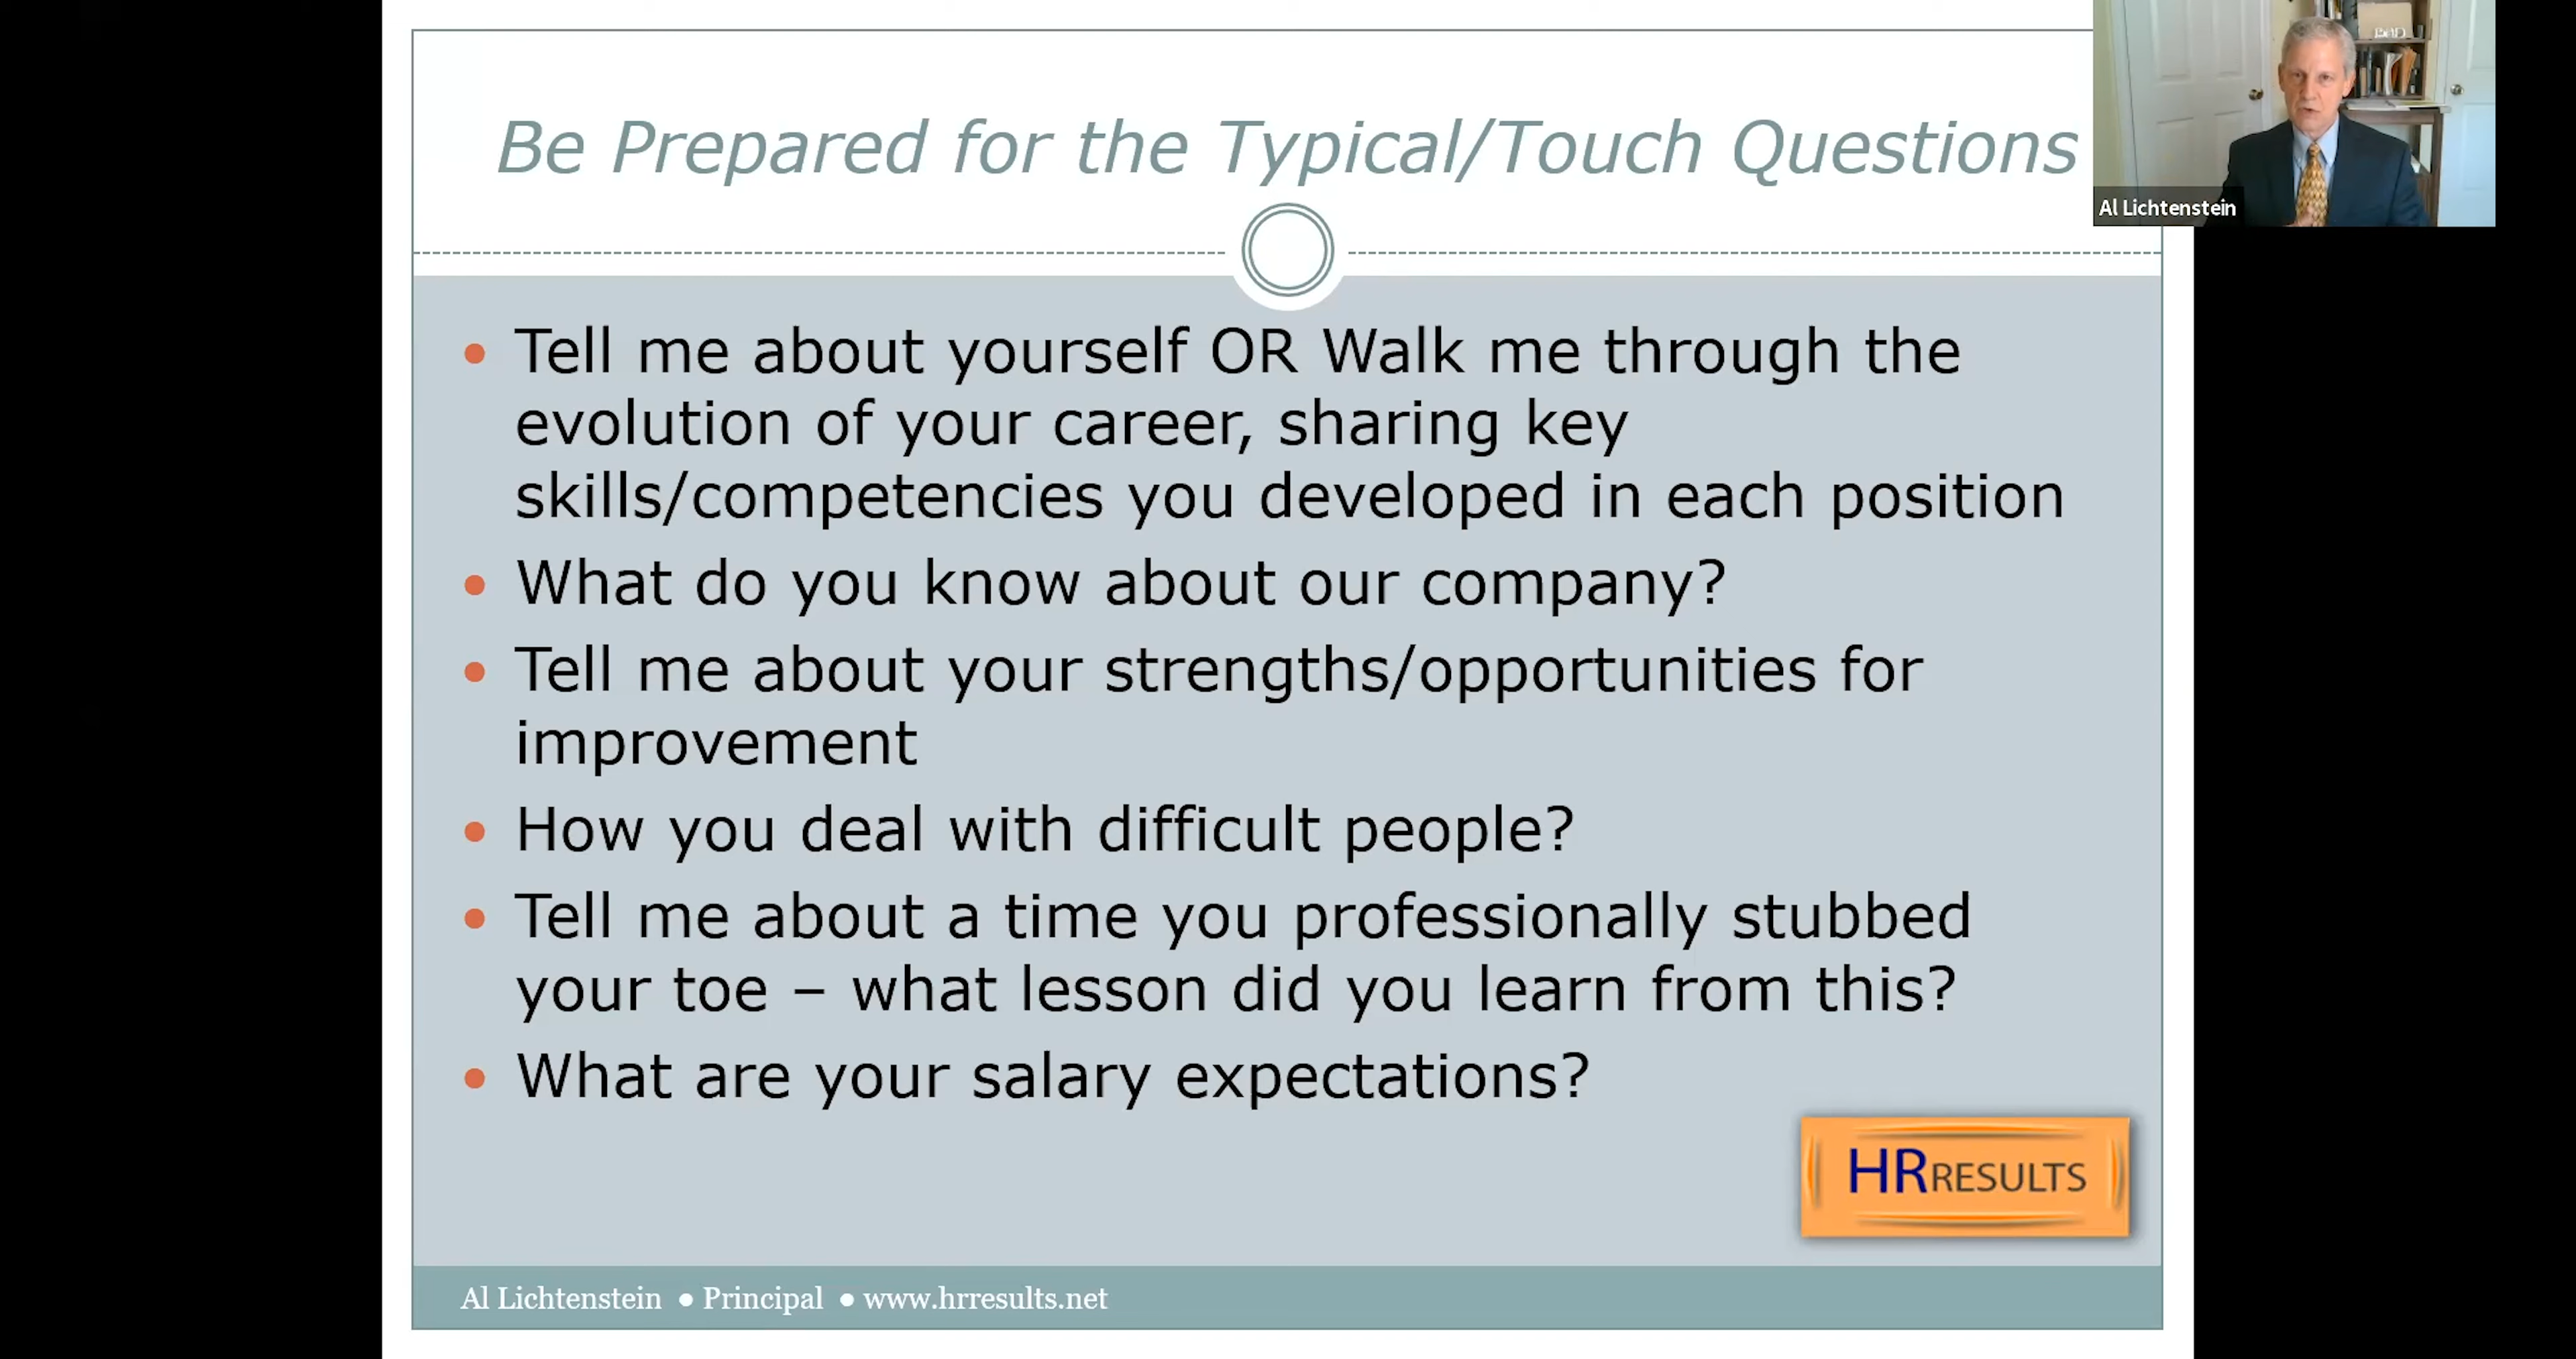 Be Prepared for the Typical/Touch Questions
Al Lichtenstein
• Tell me about yourself OR Walk me through the
evolution of your career, sharing key
skills/competencies you developed in each position
• What do you know about our company?
• Tell me about your strengths/opportunities for
improvement
• How you deal with difficult people?
• Tell me about a time you professionally stubbed
your toe – what lesson did you learn from this?
• What are your salary expectations?
HRRESULTS
Al Lichtenstein ● Principal ● www.hrresults.net